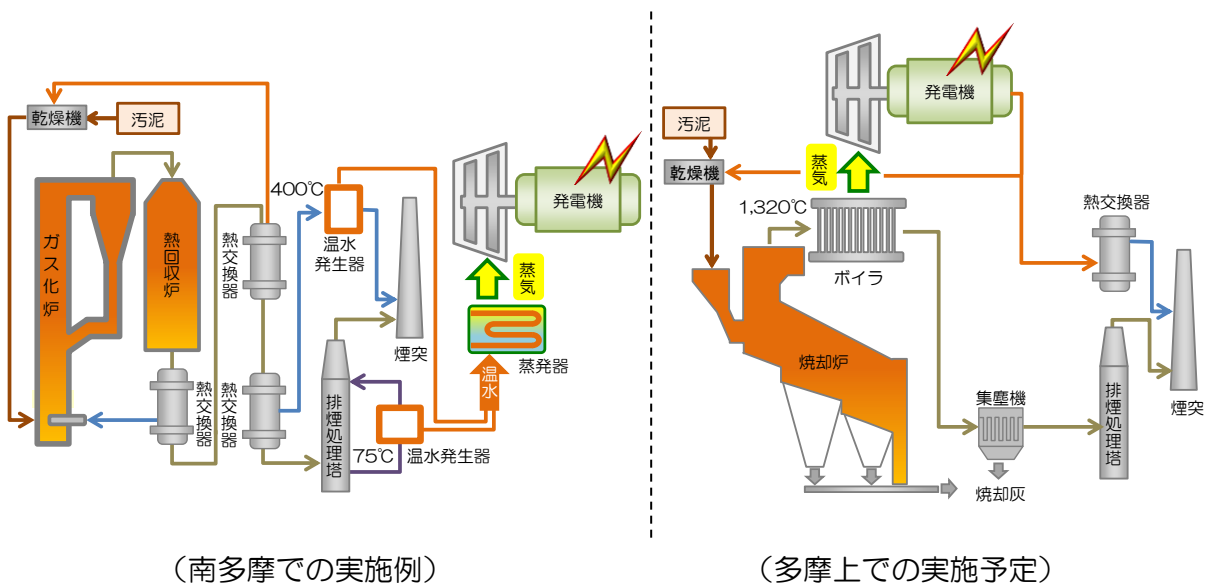 乾燥機
汚泥
ガス化炉
熱回収炉
熱交換器
熱交換器
熱交換器
400℃
温水
発生器
煙突
排煙処理塔
75℃
温水発生器
温水
蒸発器
蒸気
発電機
（南多摩での実施例）
汚泥
乾燥機
蒸気
発電機
1,320℃
ボイラ
焼却炉
集塵機
焼却灰
熱交換器
排煙処理塔
煙突
（多摩上での実施予定）